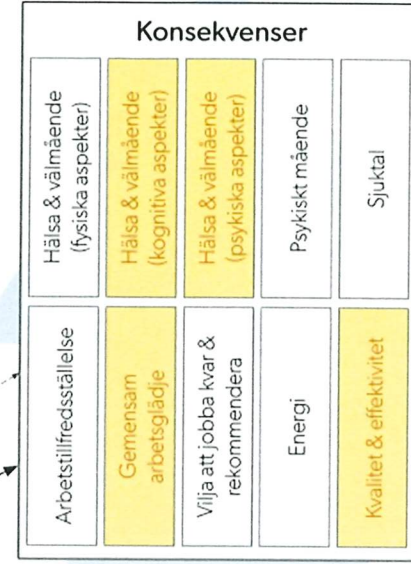 Konsekvenser
Arbetstillfredsställelse
Hälsa & välmående
(fysiska aspekter)
Gemensam
arbetsglädje
Hälsa & välmående
(kognitiva aspekter)
Vilja att jobba kvar &
rekommendera
Hälsa & välmående
(psykiska aspekter)
Energi
Psykiskt mående
Kvalitet & effektivitet
Sjuktal